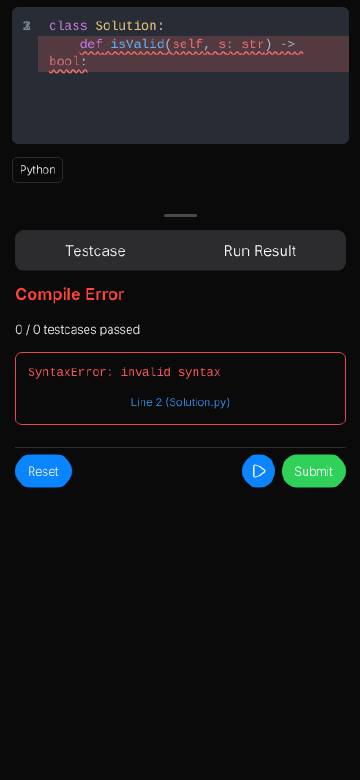 class Solution:
def isValid(self, s: str) ->
bool:
Python
Testcase Run Result
Compile Error
0 / 0 testcases passed
SyntaxError: invalid syntax
Line 2 (Solution.py)
Reset Submit